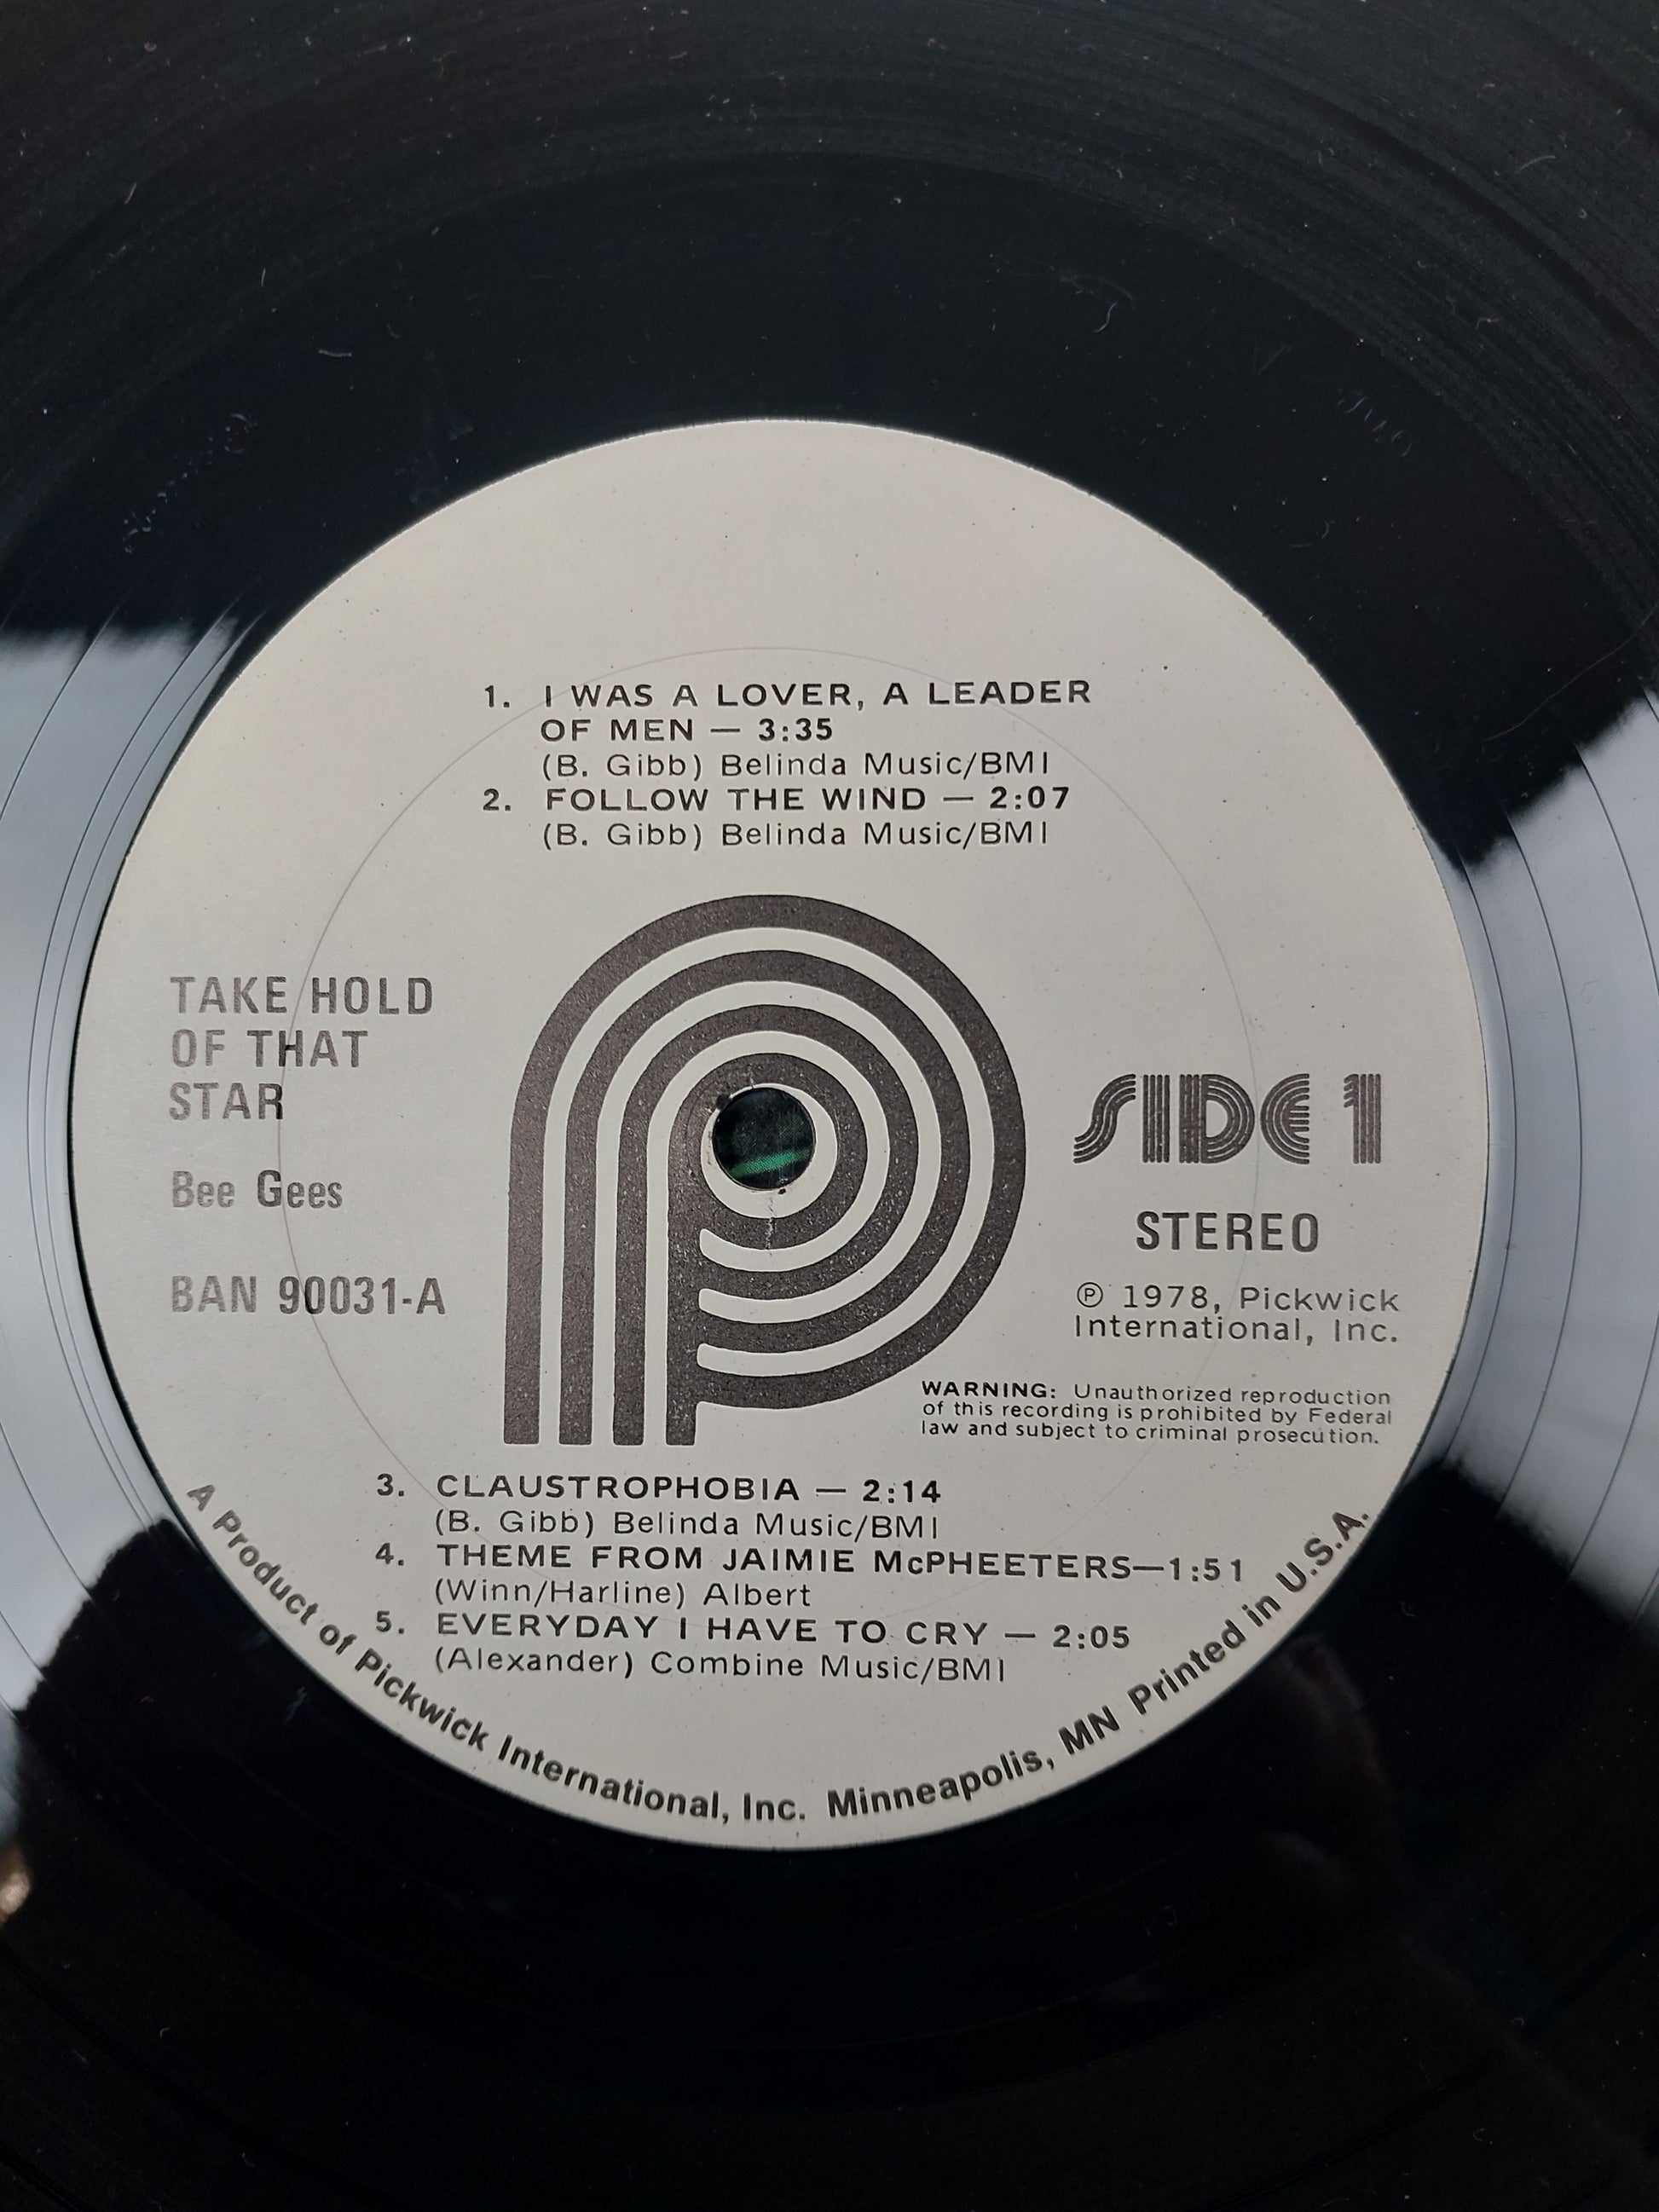 1. I WAS A LOVER, A LEADER
OF MEN — 3:35
(B. Gibb) Belinda Music/BMI
2. FOLLOW THE WIND — 2:07
(B. Gibb) Belinda Music/BMI
TAKE HOLD
OF THAT
STAR
Bee Gees
BAN 90031-A
SIDE 1
STEREO
℗ 1978, Pickwick
International, Inc.
WARNING: Unauthorized reproduction
of this recording is prohibited by Federal
law and subject to criminal prosecution.
3. CLAUSTROPHOBIA — 2:14
(B. Gibb) Belinda Music/BMI
4. THEME FROM JAIMIE McPHEETERS—1:51
(Winn/Harline) Albert
5. EVERYDAY I HAVE TO CRY — 2:05
(Alexander) Combine Music/BMI
A Product of Pickwick International, Inc. Minneapolis, MN Printed in U.S.A.